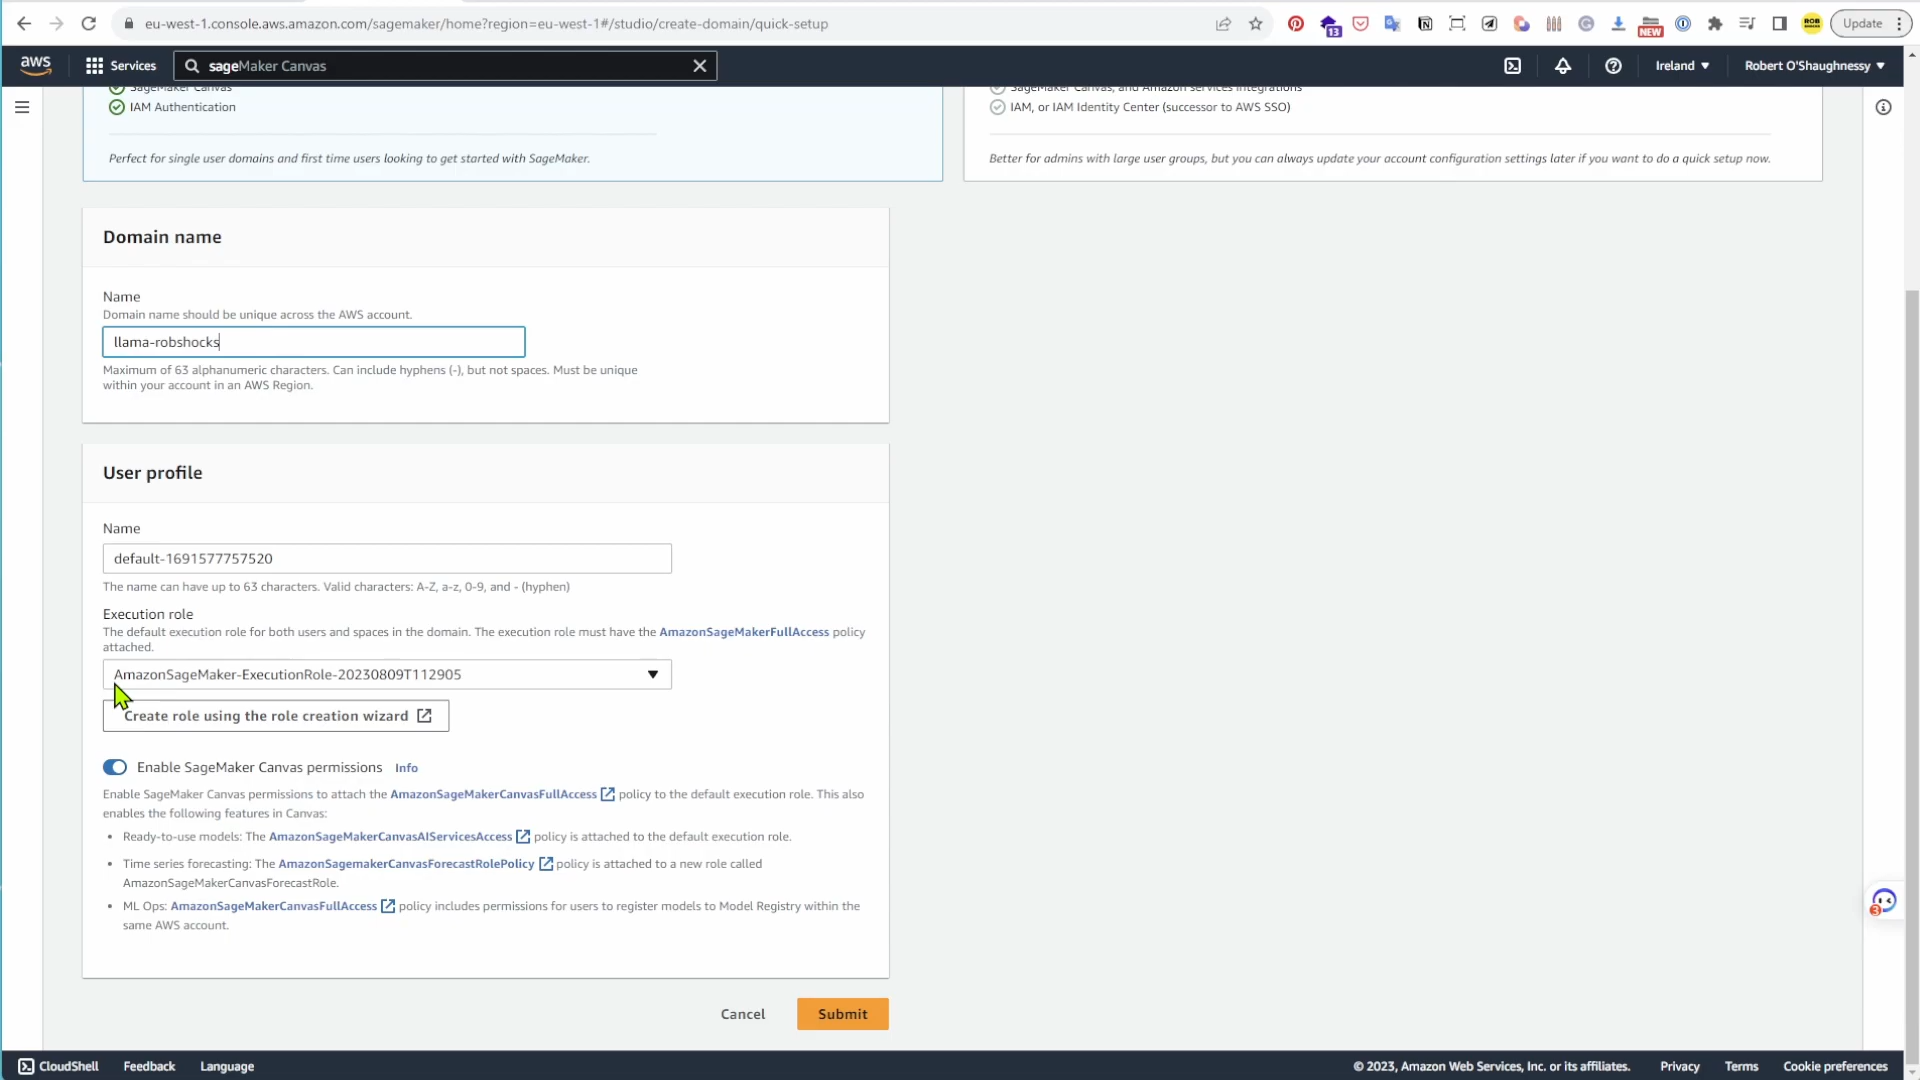 eu-west-1.console.aws.amazon.com/sagemaker/home?region=eu-west-1#/studio/create-domain/quick-setup
13
NEW
ROB
Update
aws
Services
sageMaker Canvas
Ireland
Robert O'Shaughnessy
SageMaker Canvas
SageMaker Canvas, and Amazon services integrations
IAM Authentication
IAM, or IAM Identity Center (successor to AWS SSO)
Perfect for single user domains and first time users looking to get started with SageMaker.
Better for admins with large user groups, but you can always update your account configuration settings later if you want to do a quick setup now.
Domain name
Name
Domain name should be unique across the AWS account.
llama-robshocks
Maximum of 63 alphanumeric characters. Can include hyphens (-), but not spaces. Must be unique
within your account in an AWS Region.
User profile
Name
default-1691577757520
The name can have up to 63 characters. Valid characters: A-Z, a-z, 0-9, and - (hyphen)
Execution role
The default execution role for both users and spaces in the domain. The execution role must have the AmazonSageMakerFullAccess policy
attached.
AmazonSageMaker-ExecutionRole-20230809T112905
Create role using the role creation wizard
Enable SageMaker Canvas permissions Info
Enable SageMaker Canvas permissions to attach the AmazonSageMakerCanvasFullAccess policy to the default execution role. This also
enables the following features in Canvas:
• Ready-to-use models: The AmazonSageMakerCanvasAIServicesAccess policy is attached to the default execution role.
• Time series forecasting: The AmazonSagemakerCanvasForecastRolePolicy policy is attached to a new role called
AmazonSageMakerCanvasForecastRole.
• ML Ops: AmazonSageMakerCanvasFullAccess policy includes permissions for users to register models to Model Registry within the
same AWS account.
3
Cancel
Submit
CloudShell
Feedback
Language
© 2023, Amazon Web Services, Inc. or its affiliates.
Privacy
Terms
Cookie preferences